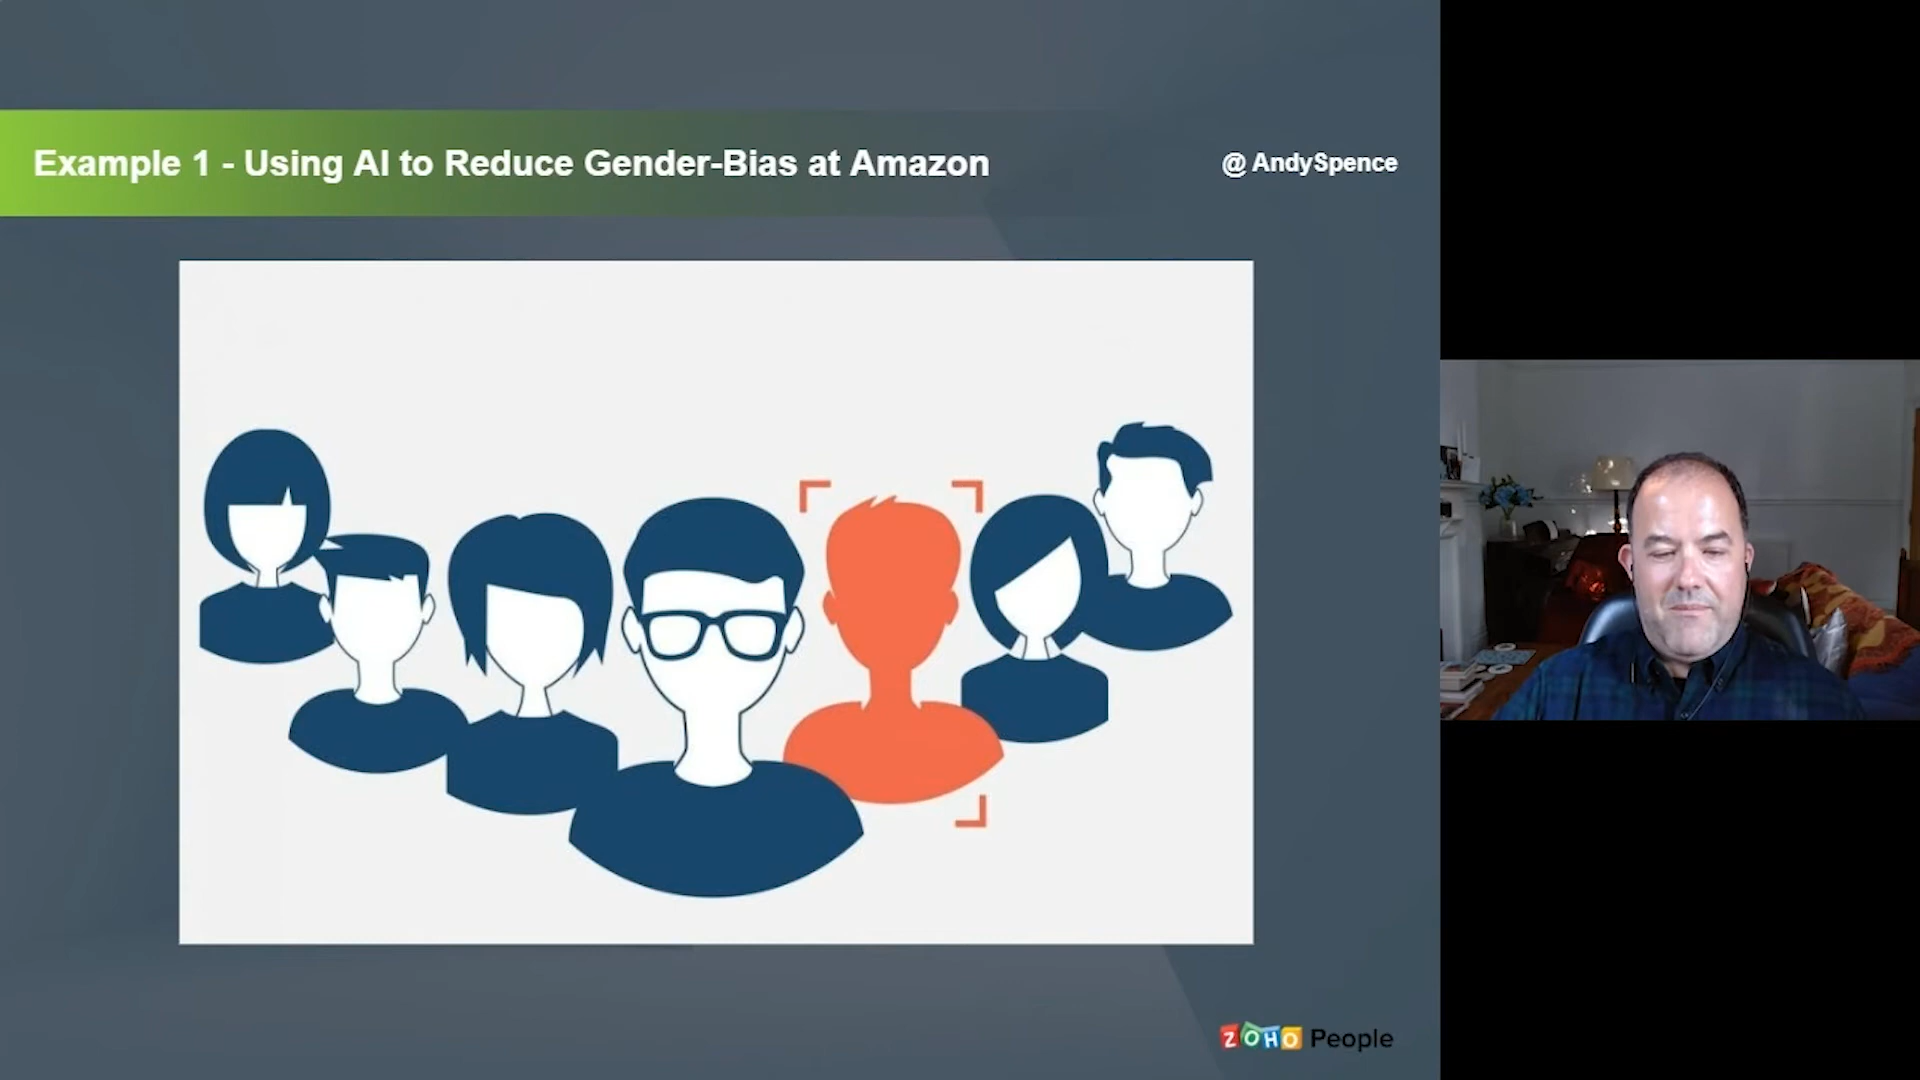 Example 1 - Using AI to Reduce Gender-Bias at Amazon
@AndySpence
ZOHO People